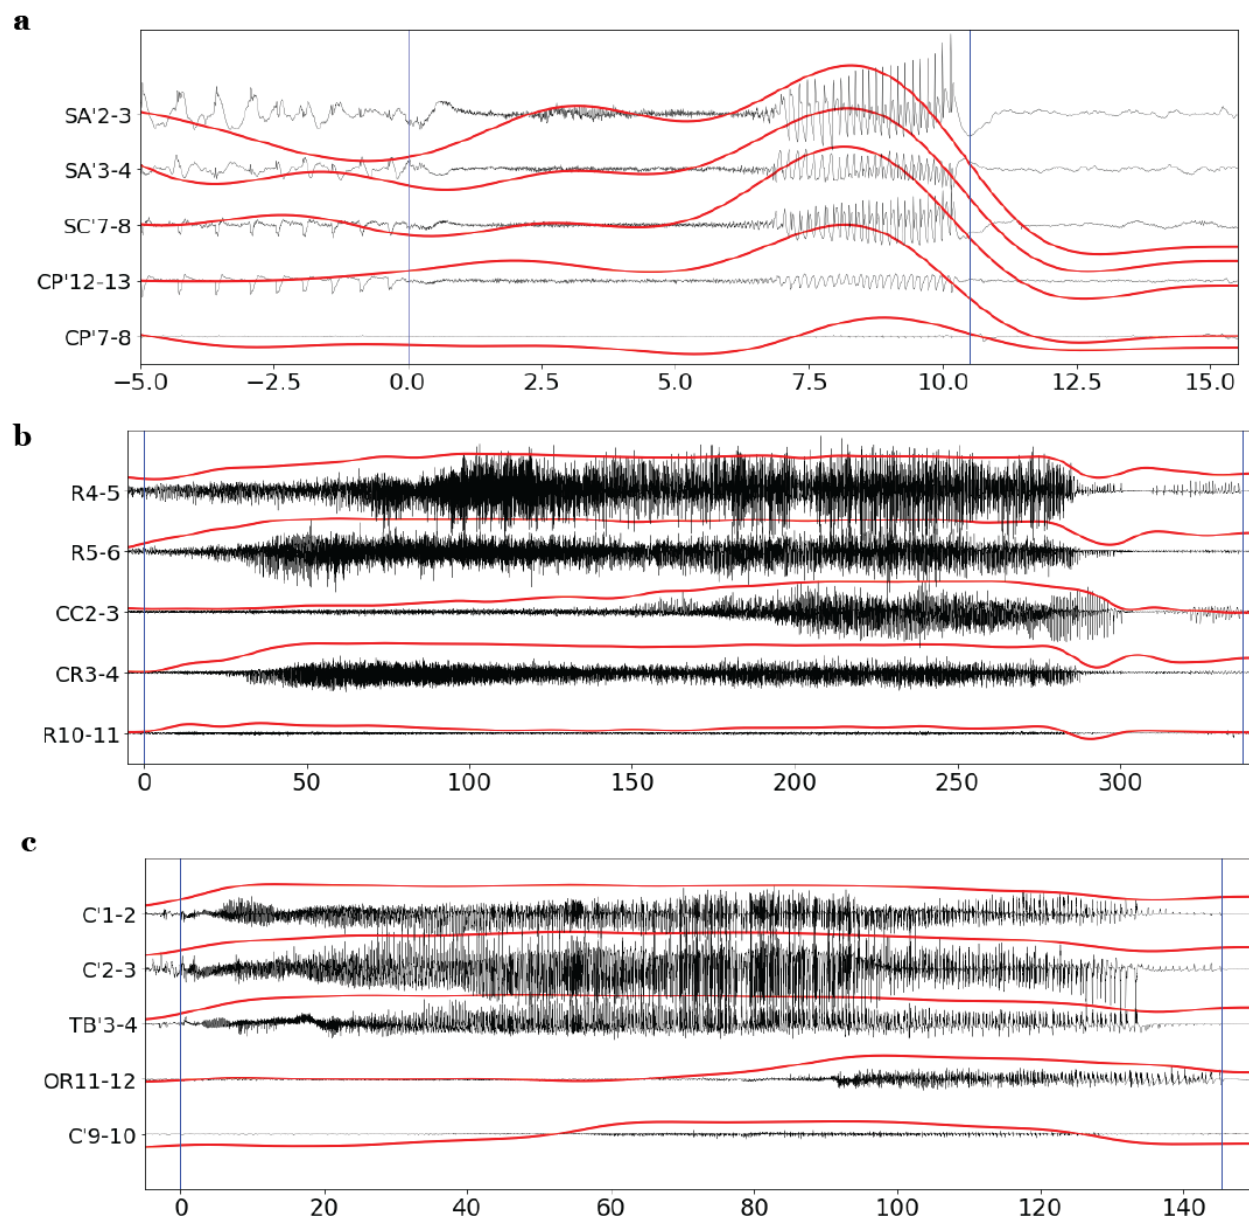 a
SA'2-3
SA'3-4
SC'7-8
CP'12-13
CP'7-8
−5.0 −2.5 0.0 2.5 5.0 7.5 10.0 12.5 15.0
b
R4-5
R5-6
CC2-3
CR3-4
R10-11
0 50 100 150 200 250 300
c
C'1-2
C'2-3
TB'3-4
OR11-12
C'9-10
0 20 40 60 80 100 120 140